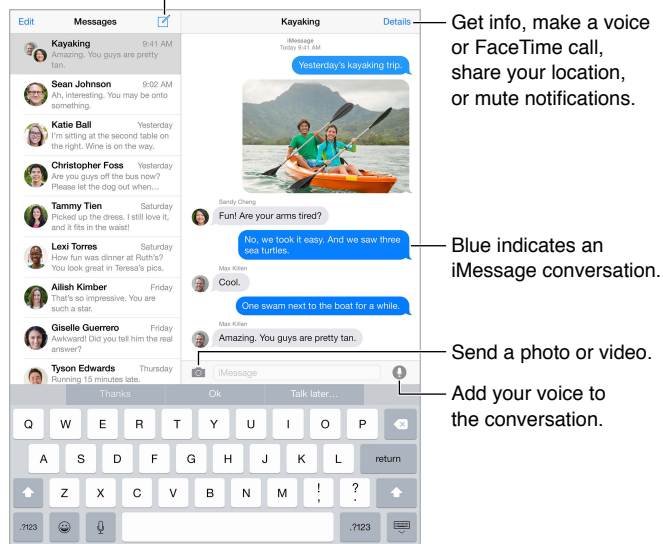 Edit Messages
Kayaking 9:41 AM
Amazing. You guys are pretty
tan.
Sean Johnson 9:02 AM
Ah, interesting. You may be onto
something.
Katie Ball Yesterday
I'm sitting at the second table on
the right. Wine is on the way.
Christopher Foss Yesterday
Are you guys off the bus now?
Please let the dog out when...
Tammy Tien Saturday
Picked up the dress. I still love it,
and it fits in the waist!
Lexi Torres Saturday
How fun was dinner at Ruth's?
You look great in Teresa's pics.
Ailish Kimber Friday
That's so impressive. You are
such a star.
Giselle Guerrero Friday
Awkward! Did you tell him the real
answer?
Tyson Edwards Thursday
Running 15 minutes late.
Kayaking Details
iMessage
Today 9:41 AM
Yesterday's kayaking trip.
Sandy Cheng
Fun! Are your arms tired?
No, we took it easy. And we saw three
sea turtles.
Max Killen
Cool.
One swam next to the boat for a while.
Max Killen
Amazing. You guys are pretty tan.
iMessage
Thanks Ok Talk later...
Q W E R T Y U I O P
A S D F G H J K L return
Z X C V B N M ! , ? .
.?123 .?123
Get info, make a voice
or FaceTime call,
share your location,
or mute notifications.
Blue indicates an
iMessage conversation.
Send a photo or video.
Add your voice to
the conversation.